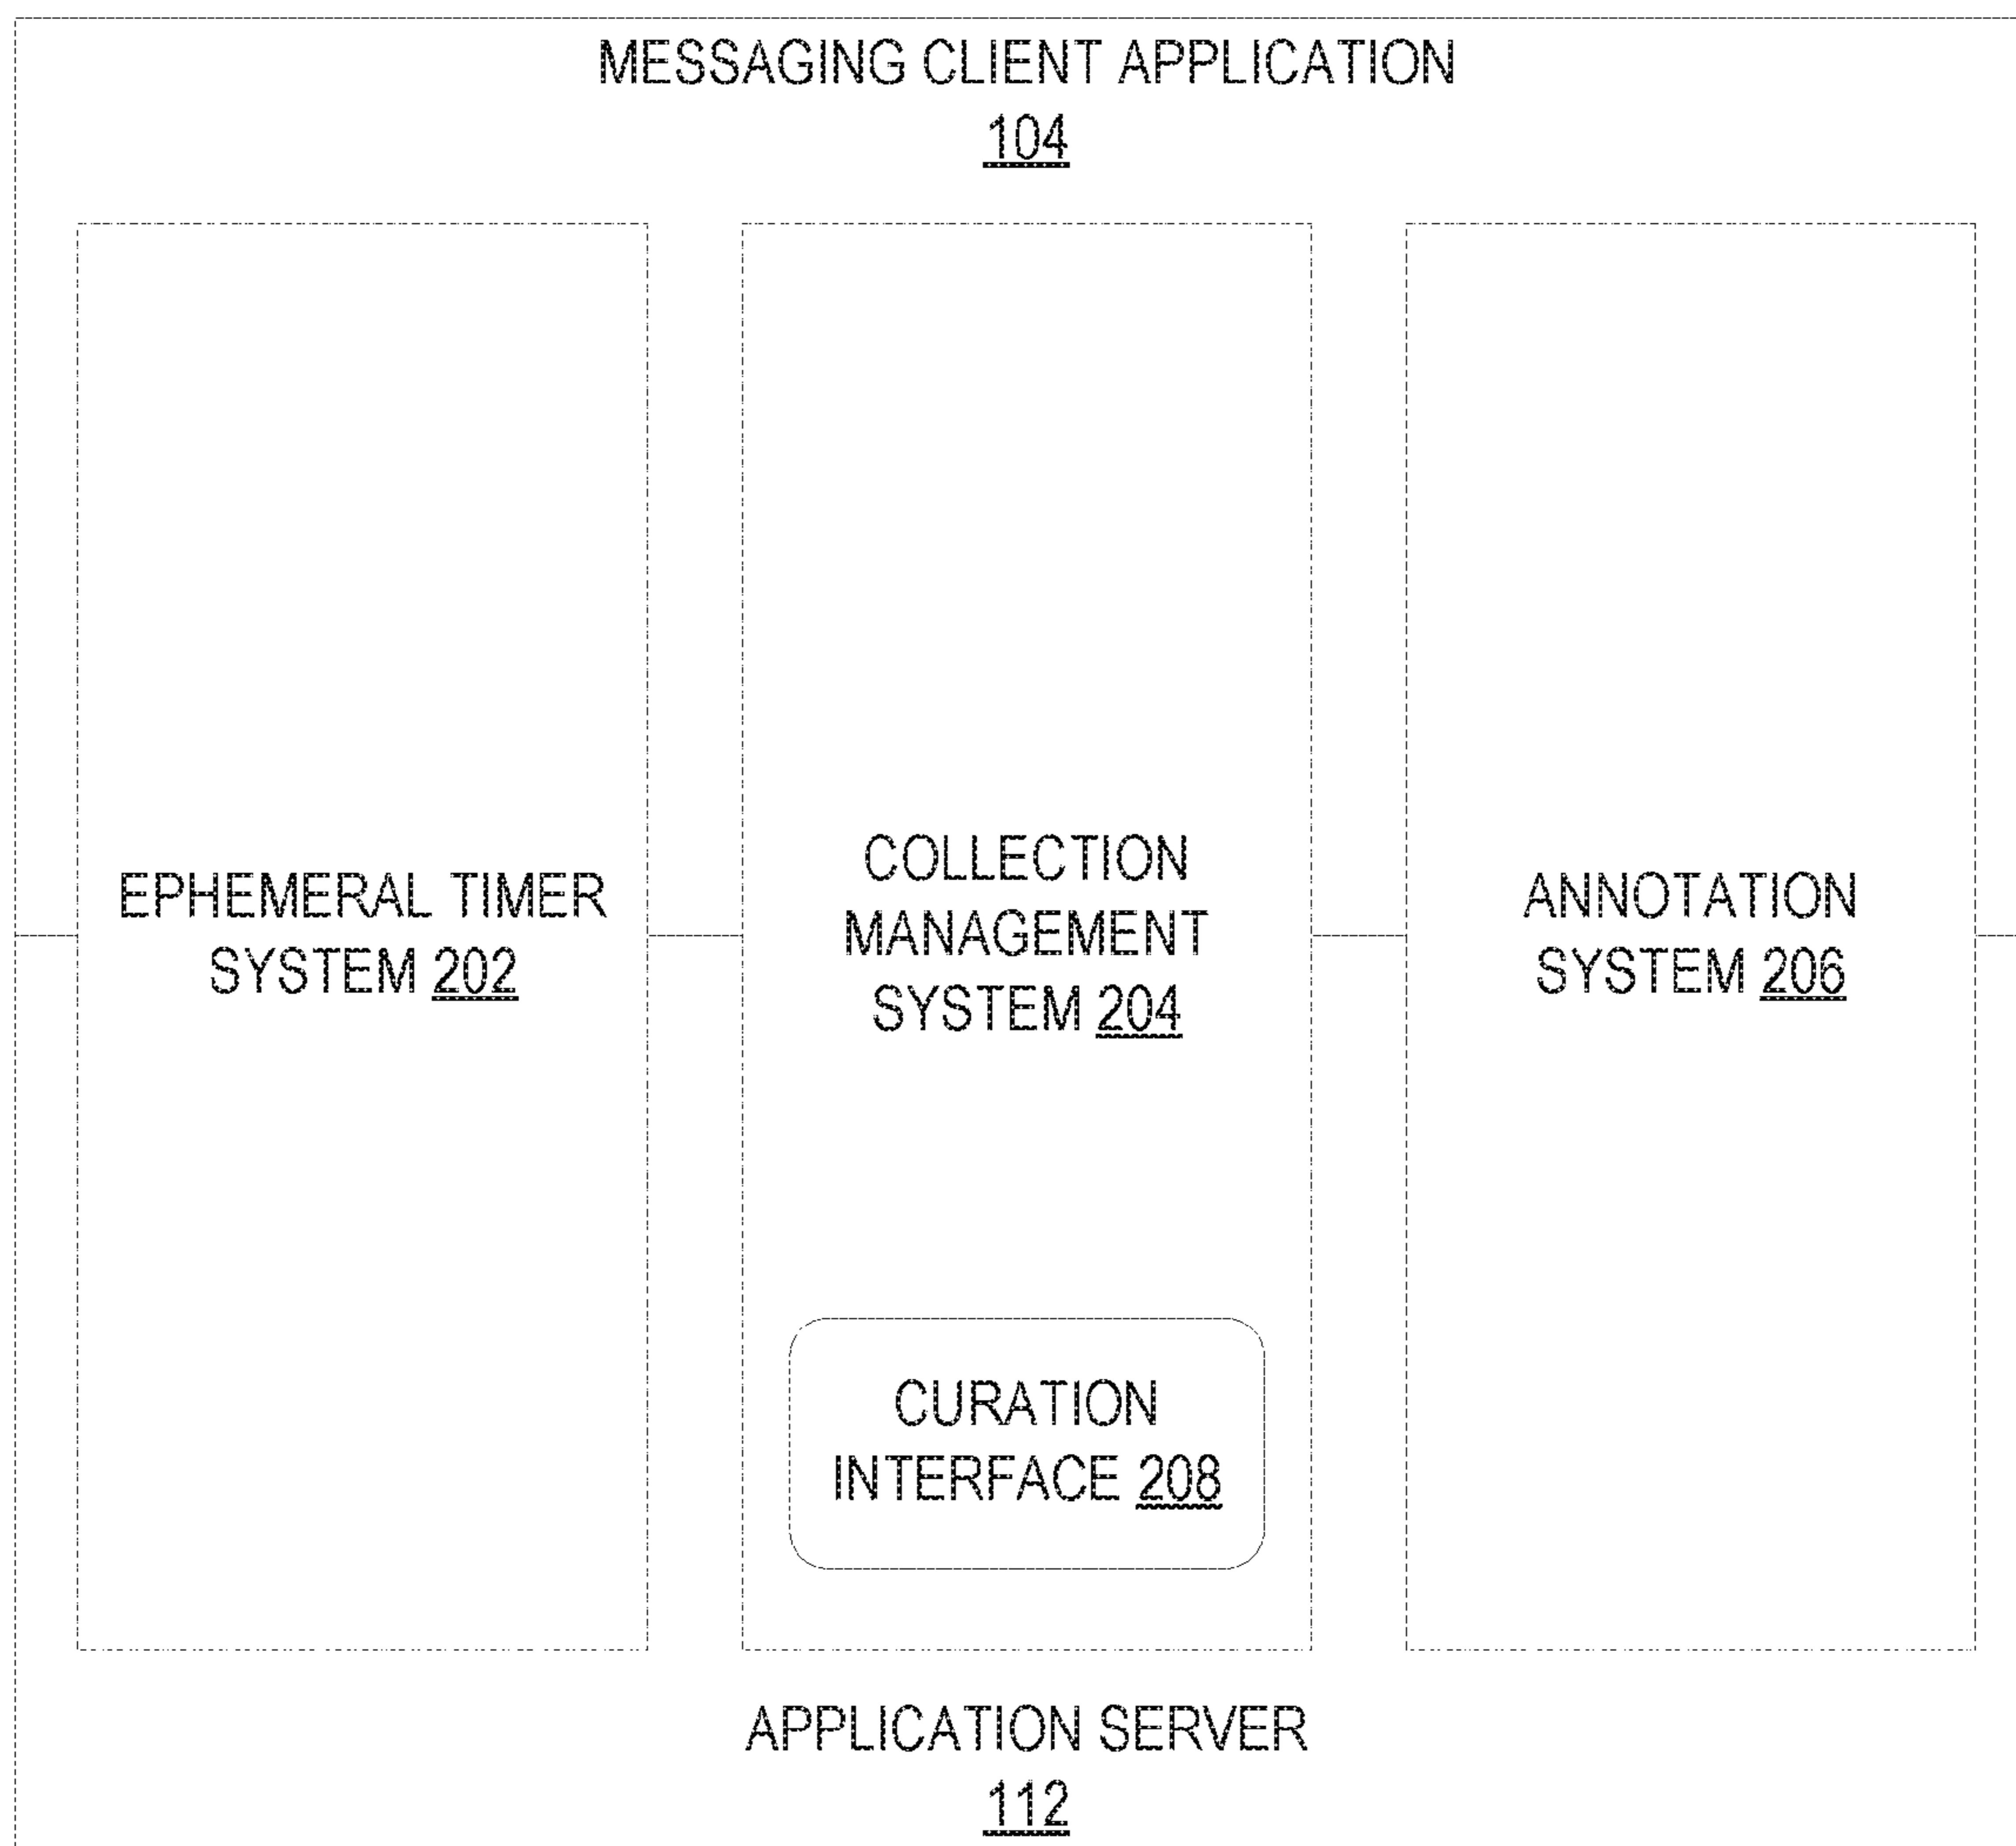 MESSAGING CLIENT APPLICATION
104
EPHEMERAL TIMER
SYSTEM 202
COLLECTION
MANAGEMENT
SYSTEM 204
ANNOTATION
SYSTEM 206
CURATION
INTERFACE 208
APPLICATION SERVER
112